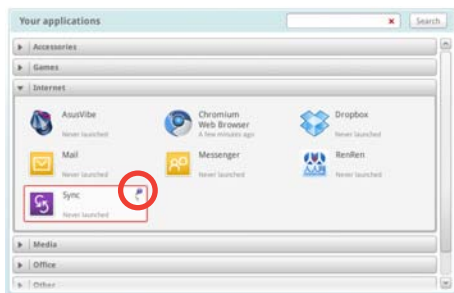 Your applications
Search
Accessories
Games
Internet
AsusVibe
Never launched
Chromium
Web Browser
A few minutes ago
Dropbox
Never launched
Mail
Never launched
Messenger
Never launched
RenRen
Never launched
Sync
Never launched
Media
Office
Other